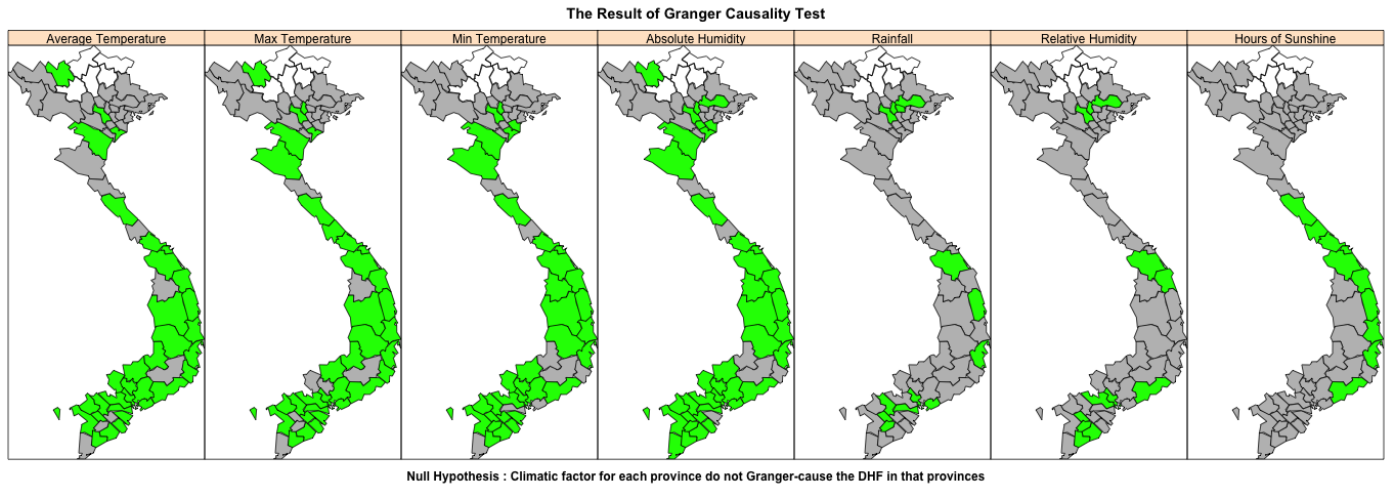 The Result of Granger Causality Test
Average Temperature Max Temperature Min Temperature Absolute Humidity Rainfall Relative Humidity Hours of Sunshine
Null Hypothesis : Climatic factor for each province do not Granger-cause the DHF in that provinces